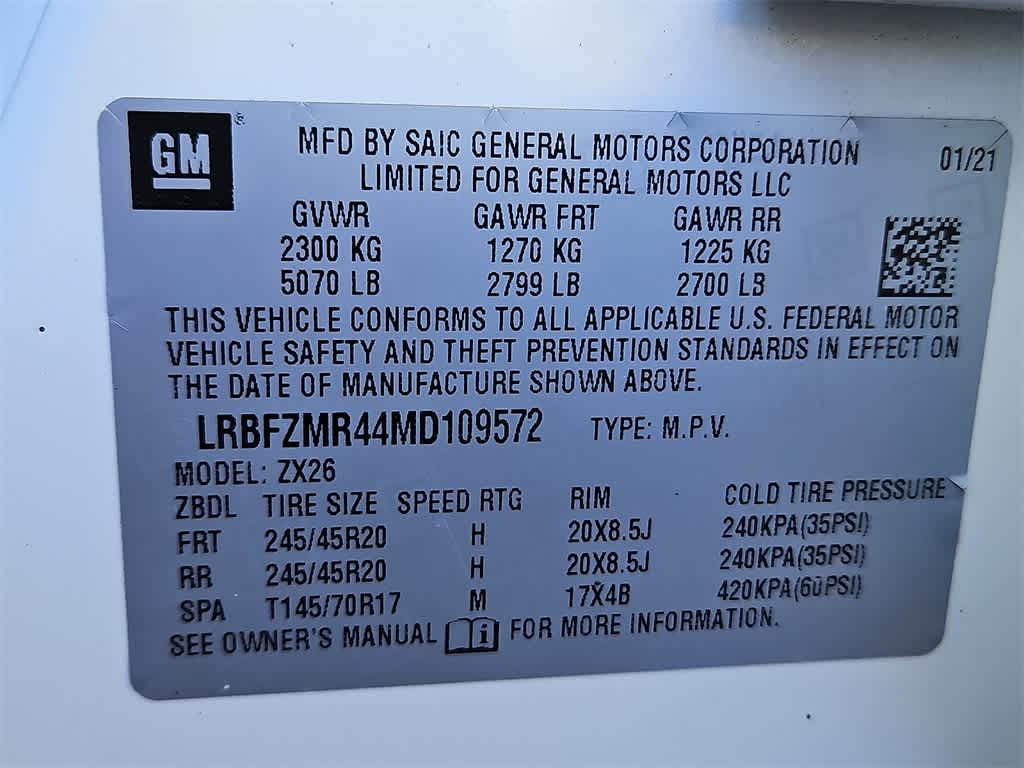 GM
MFD BY SAIC GENERAL MOTORS CORPORATION 01/21
LIMITED FOR GENERAL MOTORS LLC
GVWR GAWR FRT GAWR RR
2300 KG 1270 KG 1225 KG
5070 LB 2799 LB 2700 LB
THIS VEHICLE CONFORMS TO ALL APPLICABLE U.S. FEDERAL MOTOR
VEHICLE SAFETY AND THEFT PREVENTION STANDARDS IN EFFECT ON
THE DATE OF MANUFACTURE SHOWN ABOVE.
LRBFZMR44MD109572 TYPE: M.P.V.
MODEL: ZX26
ZBDL TIRE SIZE SPEED RTG RIM COLD TIRE PRESSURE
FRT 245/45R20 H 20X8.5J 240KPA(35PSI)
RR 245/45R20 H 20X8.5J 240KPA(35PSI)
SPA T145/70R17 M 17X4B 420KPA(60PSI)
SEE OWNER'S MANUAL i FOR MORE INFORMATION.